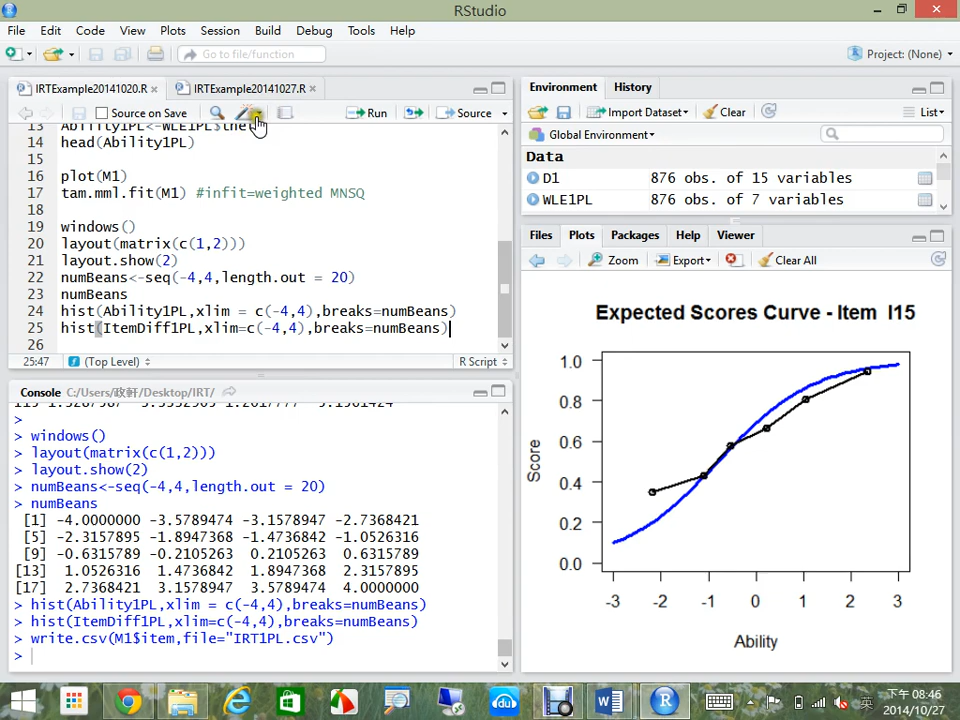 RStudio
File Edit Code View Plots Session Build Debug Tools Help
Go to file/function
Project: (None)
IRTExample20141020.R
IRTExample20141027.R
Source on Save
Run
Source
13
14 head(Ability1PL)
15
16 plot(M1)
17 tam.mml.fit(M1) #infit=weighted MNSQ
18
19 windows()
20 layout(matrix(c(1,2)))
21 layout.show(2)
22 numBeans<-seq(-4,4,length.out = 20)
23 numBeans
24 hist(Ability1PL,xlim = c(-4,4),breaks=numBeans)
25 hist(ItemDiff1PL,xlim=c(-4,4),breaks=numBeans)
26
25:47 (Top Level) R Script
Console C:/Users/政軒/Desktop/IRT/
>
> windows()
> layout(matrix(c(1,2)))
> layout.show(2)
> numBeans<-seq(-4,4,length.out = 20)
> numBeans
[1] -4.0000000 -3.5789474 -3.1578947 -2.7368421
[5] -2.3157895 -1.8947368 -1.4736842 -1.0526316
[9] -0.6315789 -0.2105263 0.2105263 0.6315789
[13] 1.0526316 1.4736842 1.8947368 2.3157895
[17] 2.7368421 3.1578947 3.5789474 4.0000000
> hist(Ability1PL,xlim = c(-4,4),breaks=numBeans)
> hist(ItemDiff1PL,xlim=c(-4,4),breaks=numBeans)
> write.csv(M1$item,file="IRT1PL.csv")
>
Environment History
Import Dataset Clear List
Global Environment
Data
D1 876 obs. of 15 variables
WLE1PL 876 obs. of 7 variables
Files Plots Packages Help Viewer
Zoom Export Clear All
Expected Scores Curve - Item I15
Score
1.0
0.8
0.6
0.4
0.2
0.0
-3 -2 -1 0 1 2 3
Ability
下午 08:46
2014/10/27
英
du